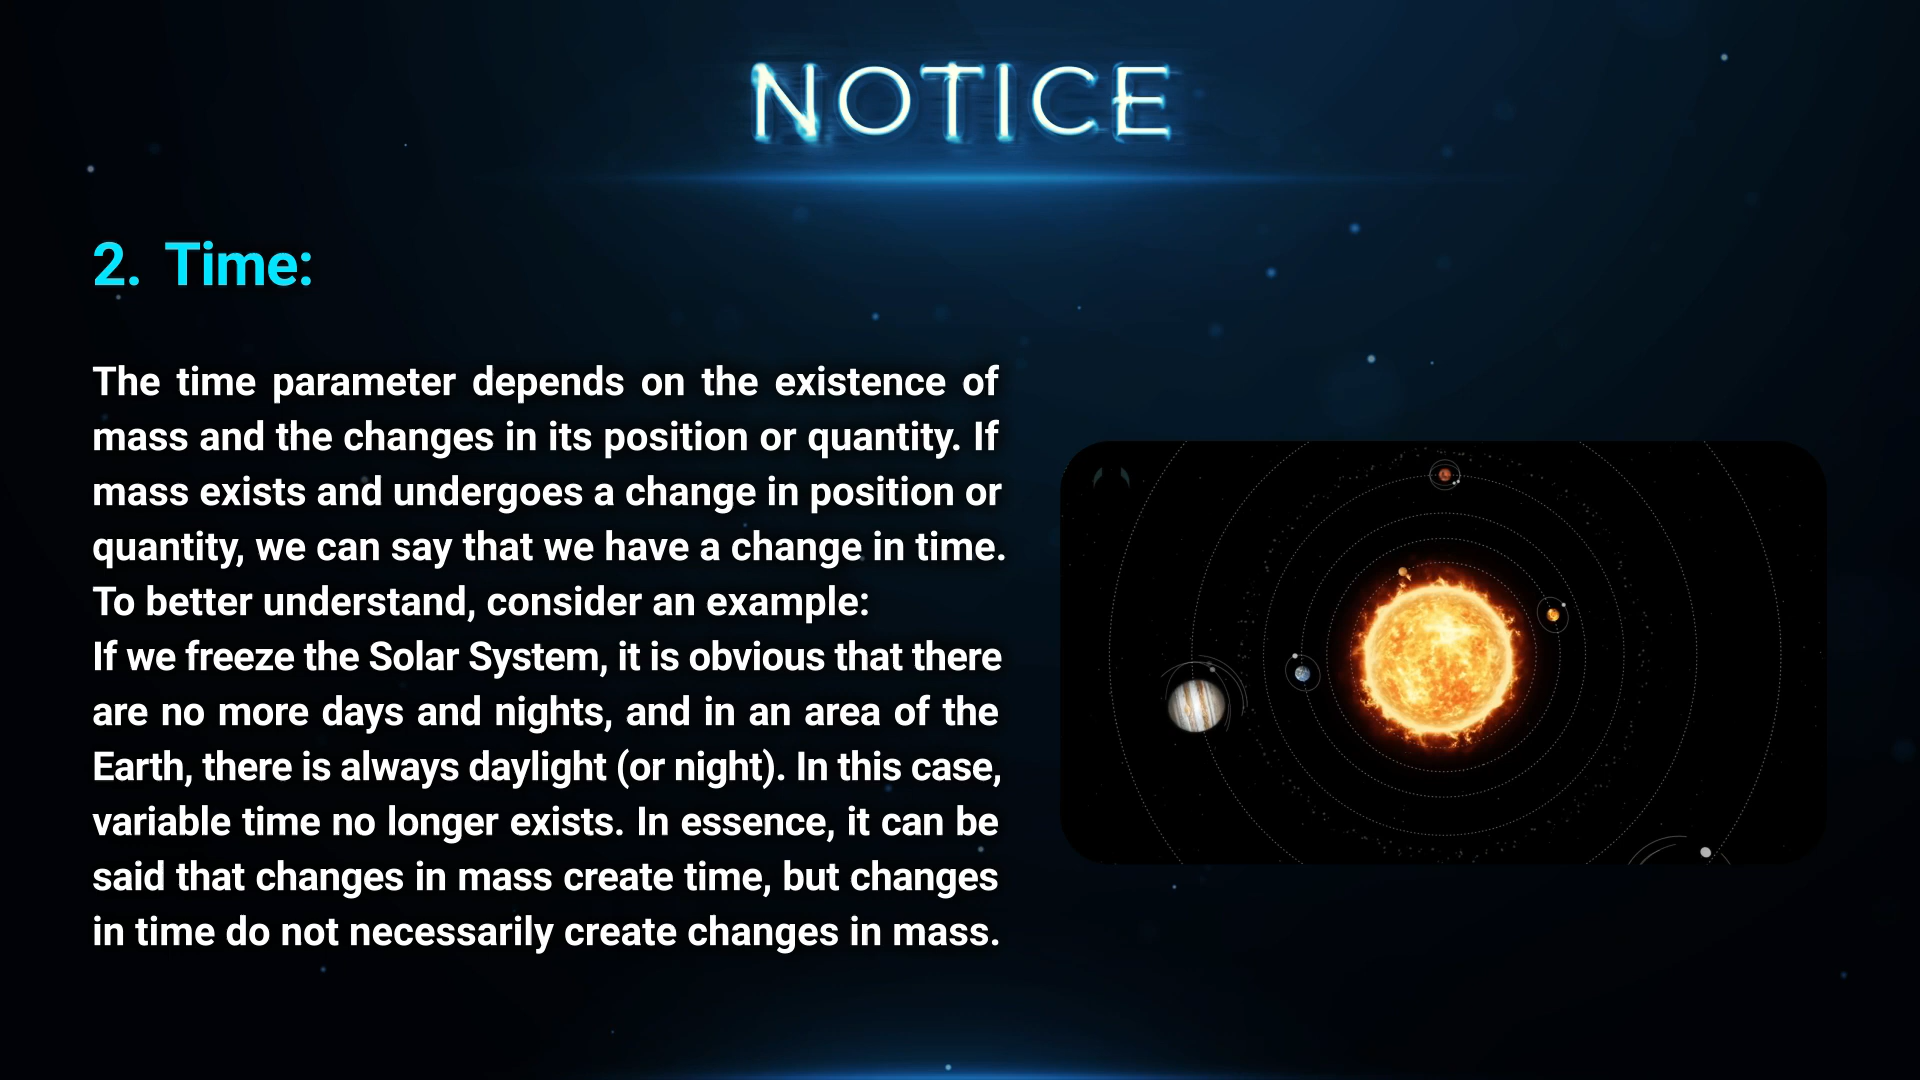 NOTICE
2. Time:
The time parameter depends on the existence of
mass and the changes in its position or quantity. If
mass exists and undergoes a change in position or
quantity, we can say that we have a change in time.
To better understand, consider an example:
If we freeze the Solar System, it is obvious that there
are no more days and nights, and in an area of the
Earth, there is always daylight (or night). In this case,
variable time no longer exists. In essence, it can be
said that changes in mass create time, but changes
in time do not necessarily create changes in mass.